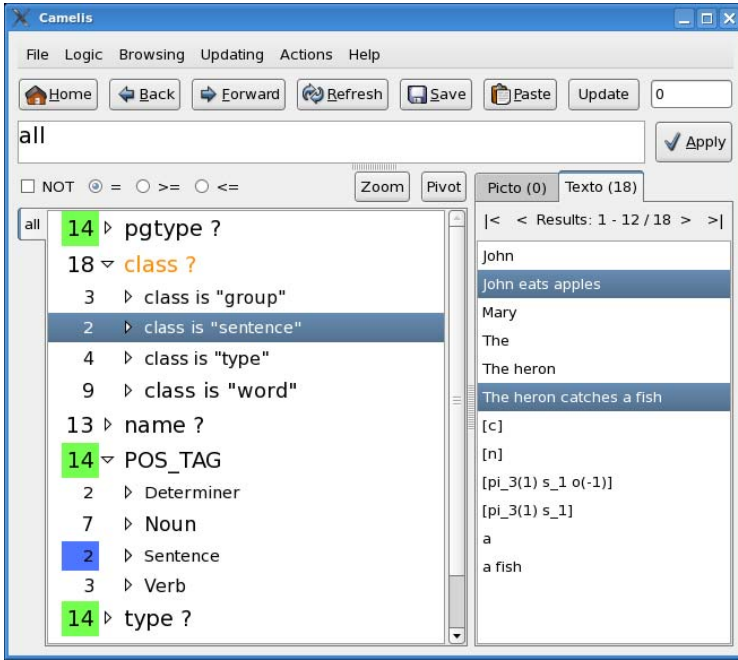 Camelis
File Logic Browsing Updating Actions Help
Home Back Forward Refresh Save Paste Update 0
all
Apply
NOT = >= <= Zoom Pivot
all
14 pgtype ?
18 class ?
3 class is "group"
2 class is "sentence"
4 class is "type"
9 class is "word"
13 name ?
14 POS_TAG
2 Determiner
7 Noun
2 Sentence
3 Verb
14 type ?
Picto (0) Texto (18)
|< < Results: 1 - 12 / 18 > >|
John
John eats apples
Mary
The
The heron
The heron catches a fish
[c]
[n]
[pi_3(1) s_1 o(-1)]
[pi_3(1) s_1]
a
a fish